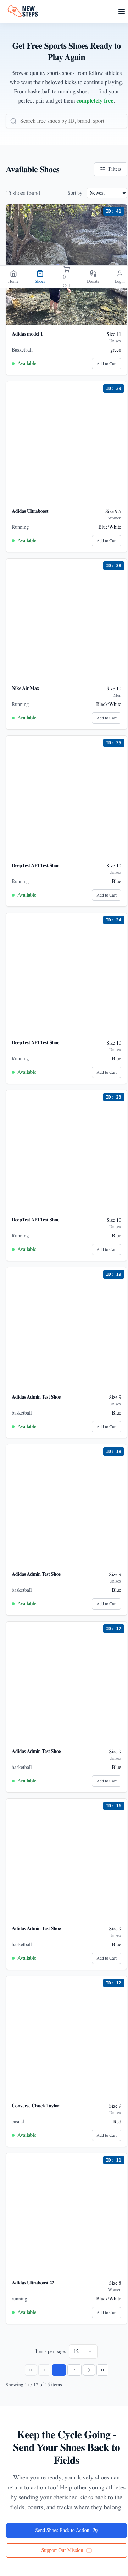 NEW
STEPS
Get Free Sports Shoes Ready to
Play Again
Browse quality sports shoes from fellow athletes
who want their beloved kicks to continue playing.
From basketball to running shoes — find your
perfect pair and get them completely free.
Search free shoes by ID, brand, sport
Available Shoes
Filters
15 shoes found
Sort by: Newest
ID: 41
Home Shoes 0 Cart Donate Login
Adidas model 1 Size 11
Unisex
Basketball green
Available Add to Cart
ID: 29
Adidas Ultraboost Size 9.5
Women
Running Blue/White
Available Add to Cart
ID: 28
Nike Air Max Size 10
Men
Running Black/White
Available Add to Cart
ID: 25
DeepTest API Test Shoe Size 10
Unisex
Running Blue
Available Add to Cart
ID: 24
DeepTest API Test Shoe Size 10
Unisex
Running Blue
Available Add to Cart
ID: 23
DeepTest API Test Shoe Size 10
Unisex
Running Blue
Available Add to Cart
ID: 19
Adidas Admin Test Shoe Size 9
Unisex
basketball Blue
Available Add to Cart
ID: 18
Adidas Admin Test Shoe Size 9
Unisex
basketball Blue
Available Add to Cart
ID: 17
Adidas Admin Test Shoe Size 9
Unisex
basketball Blue
Available Add to Cart
ID: 16
Adidas Admin Test Shoe Size 9
Unisex
basketball Blue
Available Add to Cart
ID: 12
Converse Chuck Taylor Size 9
Unisex
casual Red
Available Add to Cart
ID: 11
Adidas Ultraboost 22 Size 8
Women
running Black/White
Available Add to Cart
Items per page: 12
1 2
Showing 1 to 12 of 15 items
Keep the Cycle Going -
Send Your Shoes Back to
Fields
When you're ready, your lovely shoes can
return to action too! Help other athletes
enjoy your cherished kicks back on the
fields, courts, and tracks where they belong..
Send Shoes Back to Action
Support Our Mission